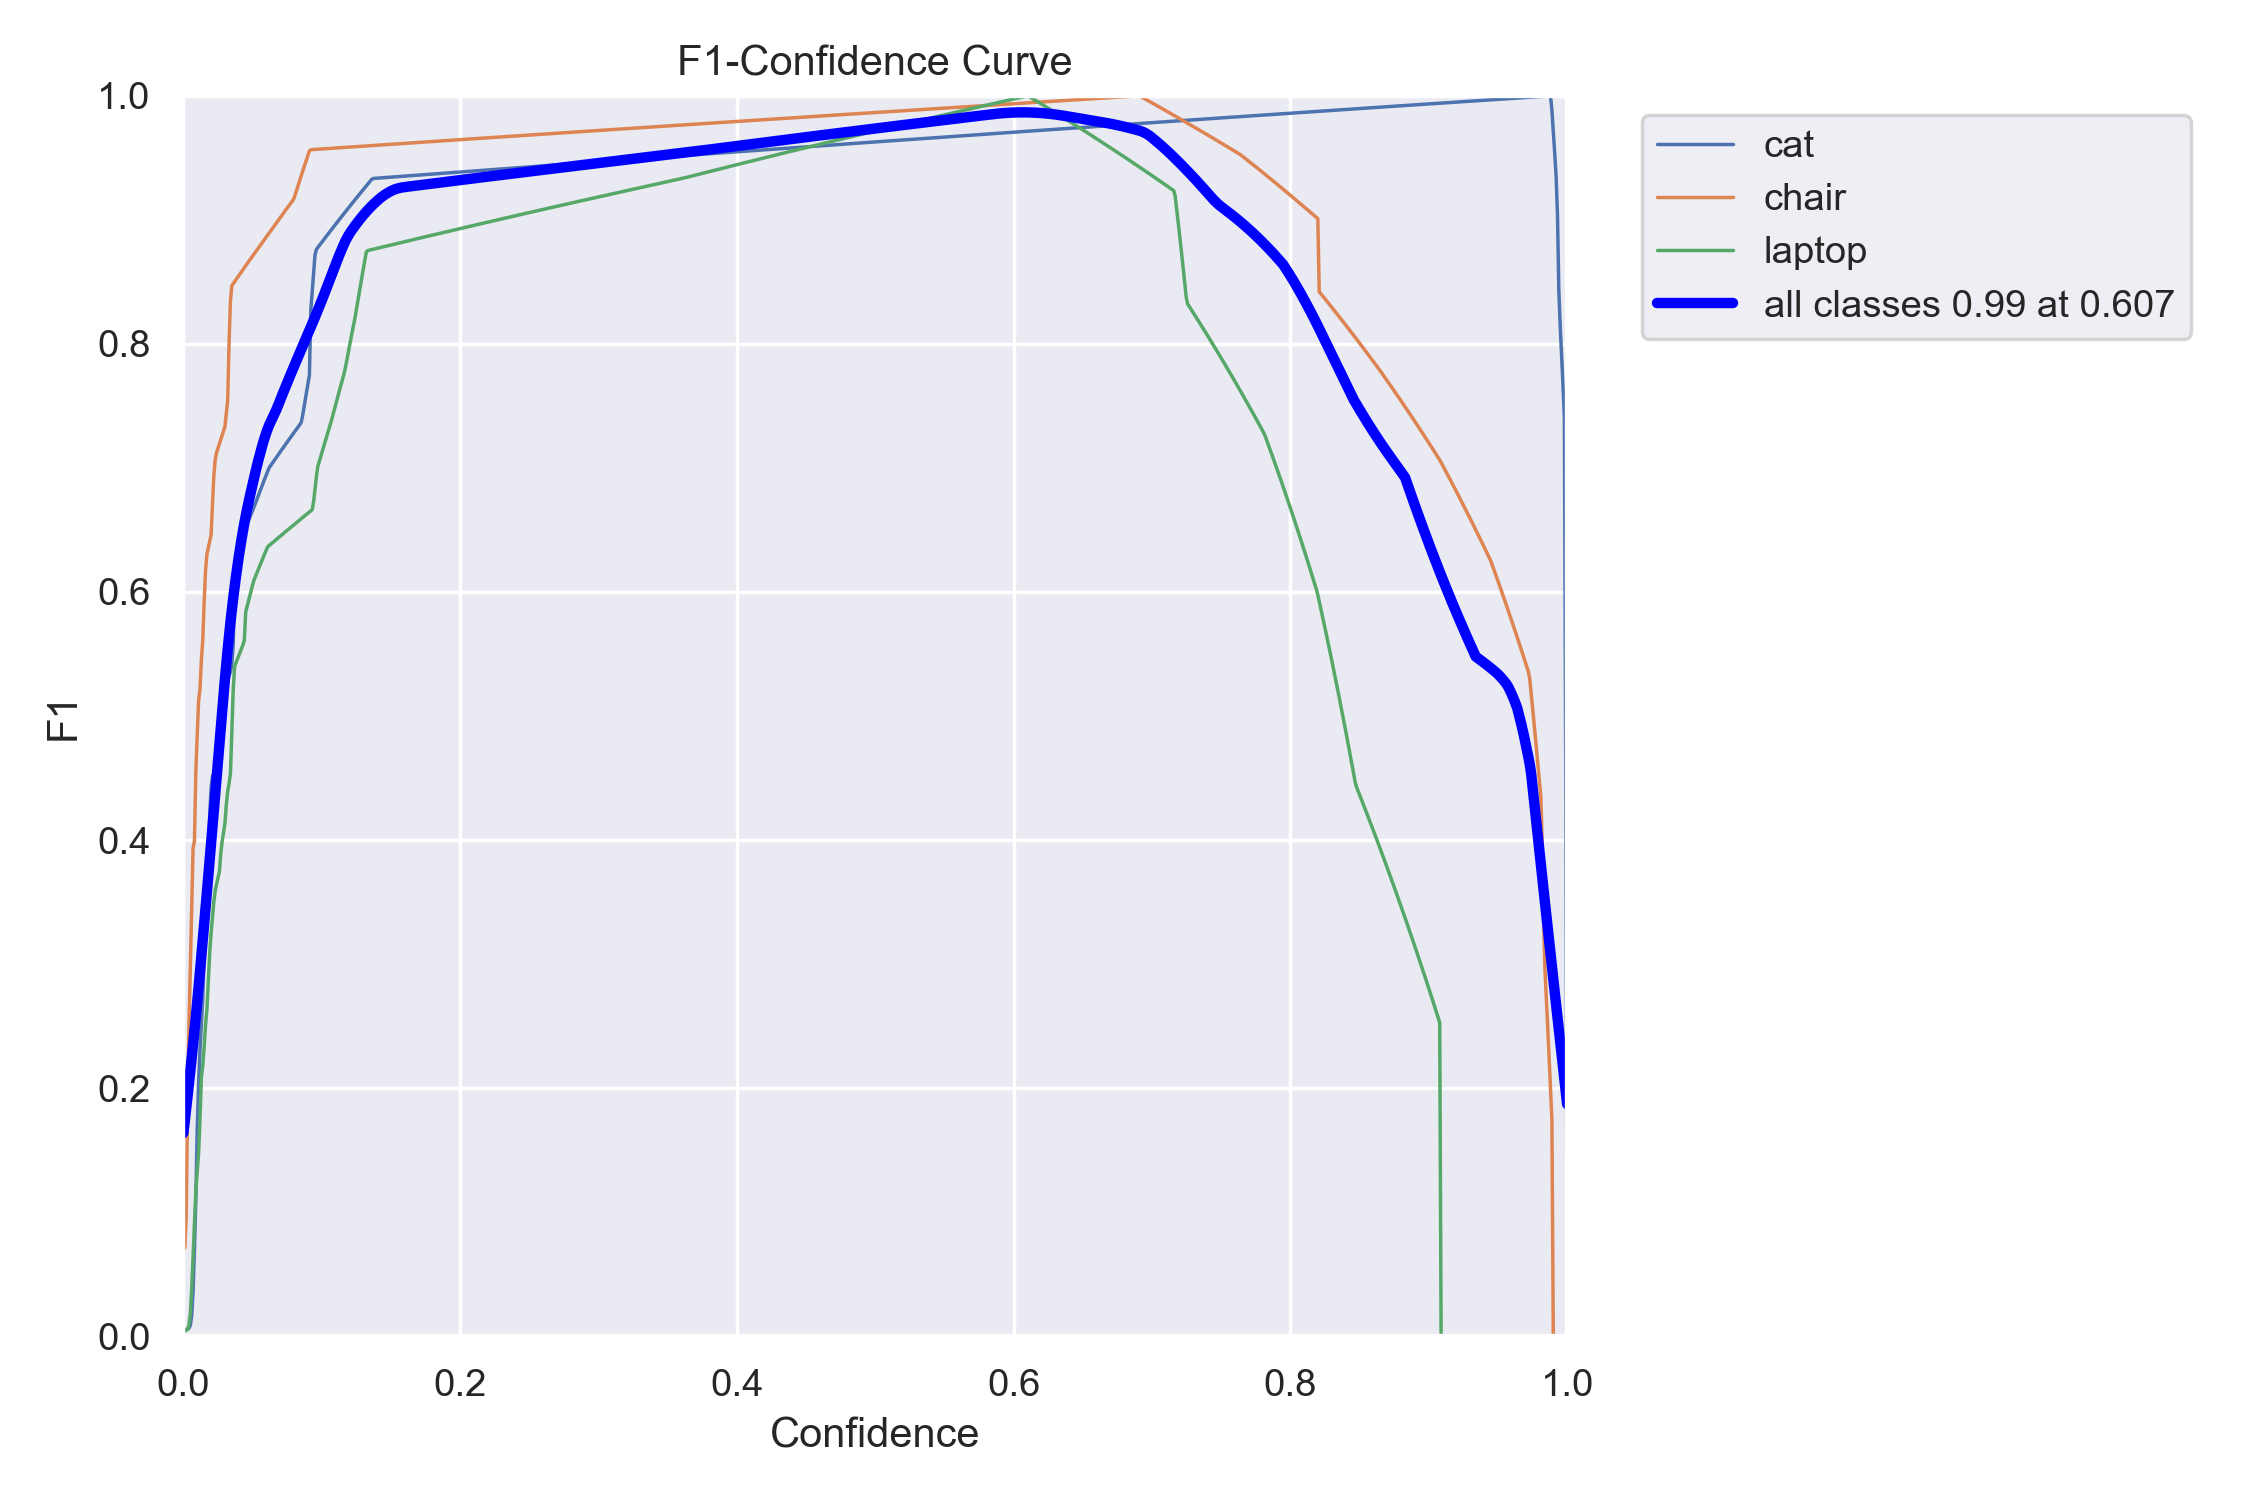 F1-Confidence Curve
1.0
0.8
0.6
0.4
0.2
0.0
F1
0.0 0.2 0.4 0.6 0.8 1.0
Confidence
cat
chair
laptop
all classes 0.99 at 0.607